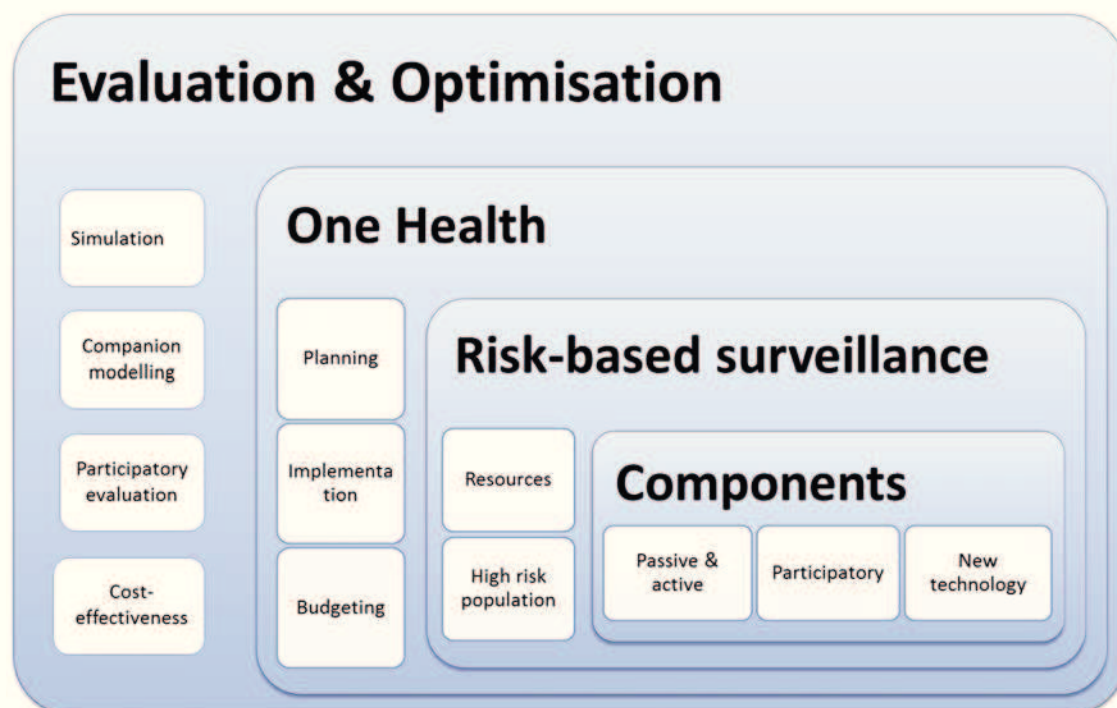 Evaluation & Optimisation
Simulation
Companion
modelling
Participatory
evaluation
Cost-
effectiveness
One Health
Planning
Implementa
tion
Budgeting
Risk-based surveillance
Resources
High risk
population
Components
Passive &
active
Participatory
New
technology